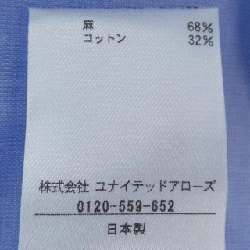 麻 68%
コットン 32%
株式会社 ユナイテッドアローズ
0120-559-652
日本製